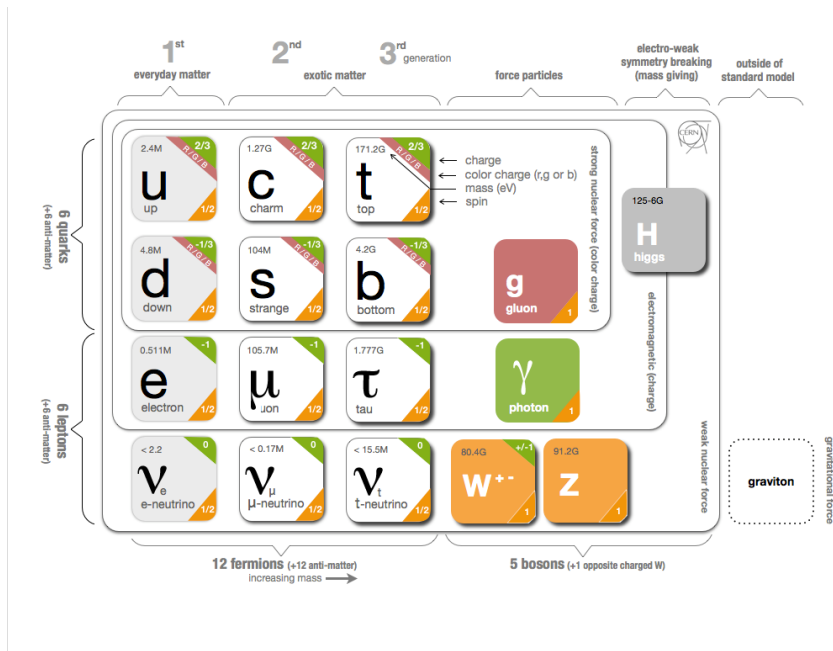 1st
2nd
3rd
generation
everyday matter
exotic matter
force particles
electro-weak
symmetry breaking
(mass giving)
outside of
standard model
CERN
6 quarks
(+6 anti-matter)
2.4M
2/3
R/G/B
u
up
1/2
1.27G
2/3
R/G/B
c
charm
1/2
171.2G
2/3
R/G/B
t
top
1/2
charge
color charge (r,g or b)
mass (eV)
spin
strong nuclear force (color charge)
125-6G
H
higgs
4.8M
-1/3
R/G/B
d
down
1/2
104M
-1/3
R/G/B
s
strange
1/2
4.2G
-1/3
R/G/B
b
bottom
1/2
g
gluon
1
electromagnetic (charge)
6 leptons
(+6 anti-matter)
0.511M
-1
e
electron
1/2
105.7M
-1
μ
uon
1/2
1.777G
-1
τ
tau
1/2
γ
photon
1
weak nuclear force
< 2.2
0
νe
e-neutrino
1/2
< 0.17M
0
νμ
μ-neutrino
1/2
< 15.5M
0
νt
t-neutrino
1/2
80.4G
+/-1
W+-
1
91.2G
Z
1
graviton
gravitational force
12 fermions (+12 anti-matter)
increasing mass
5 bosons (+1 opposite charged W)